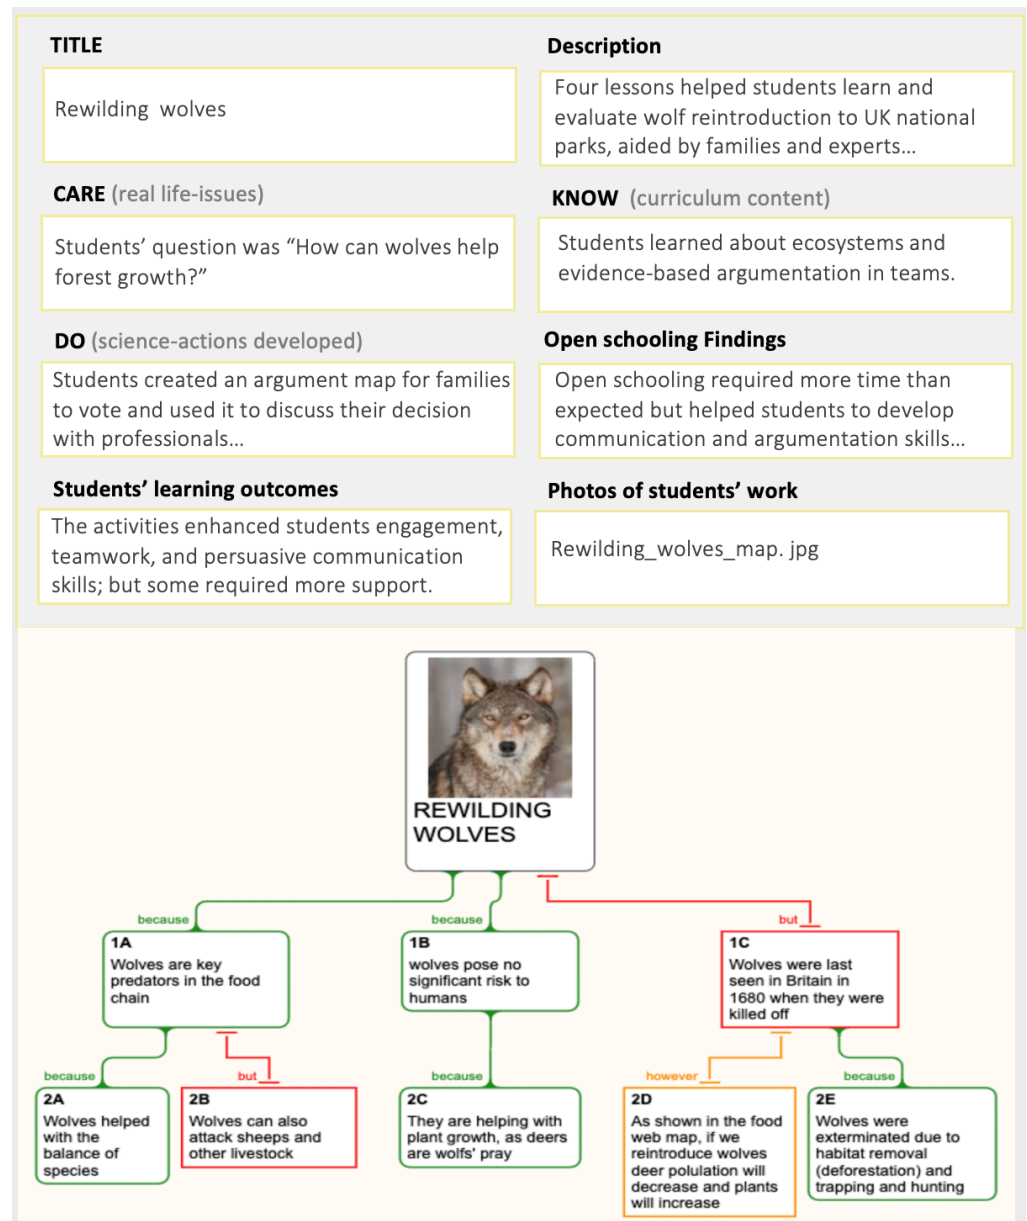 TITLE
Rewilding wolves
Description
Four lessons helped students learn and
evaluate wolf reintroduction to UK national
parks, aided by families and experts...
CARE (real life-issues)
Students' question was “How can wolves help
forest growth?”
KNOW (curriculum content)
Students learned about ecosystems and
evidence-based argumentation in teams.
DO (science-actions developed)
Students created an argument map for families
to vote and used it to discuss their decision
with professionals...
Open schooling Findings
Open schooling required more time than
expected but helped students to develop
communication and argumentation skills...
Students' learning outcomes
The activities enhanced students engagement,
teamwork, and persuasive communication
skills; but some required more support.
Photos of students' work
Rewilding_wolves_map. jpg
REWILDING
WOLVES
because
1A
Wolves are key
predators in the food
chain
because
1B
wolves pose no
significant risk to
humans
but
1C
Wolves were last
seen in Britain in
1680 when they were
killed off
because
2A
Wolves helped
with the
balance of
species
but
2B
Wolves can also
attack sheeps and
other livestock
because
2C
They are helping with
plant growth, as deers
are wolfs' pray
however
2D
As shown in the food
web map, if we
reintroduce wolves
deer polulation will
decrease and plants
will increase
because
2E
Wolves were
exterminated due to
habitat removal
(deforestation) and
trapping and hunting